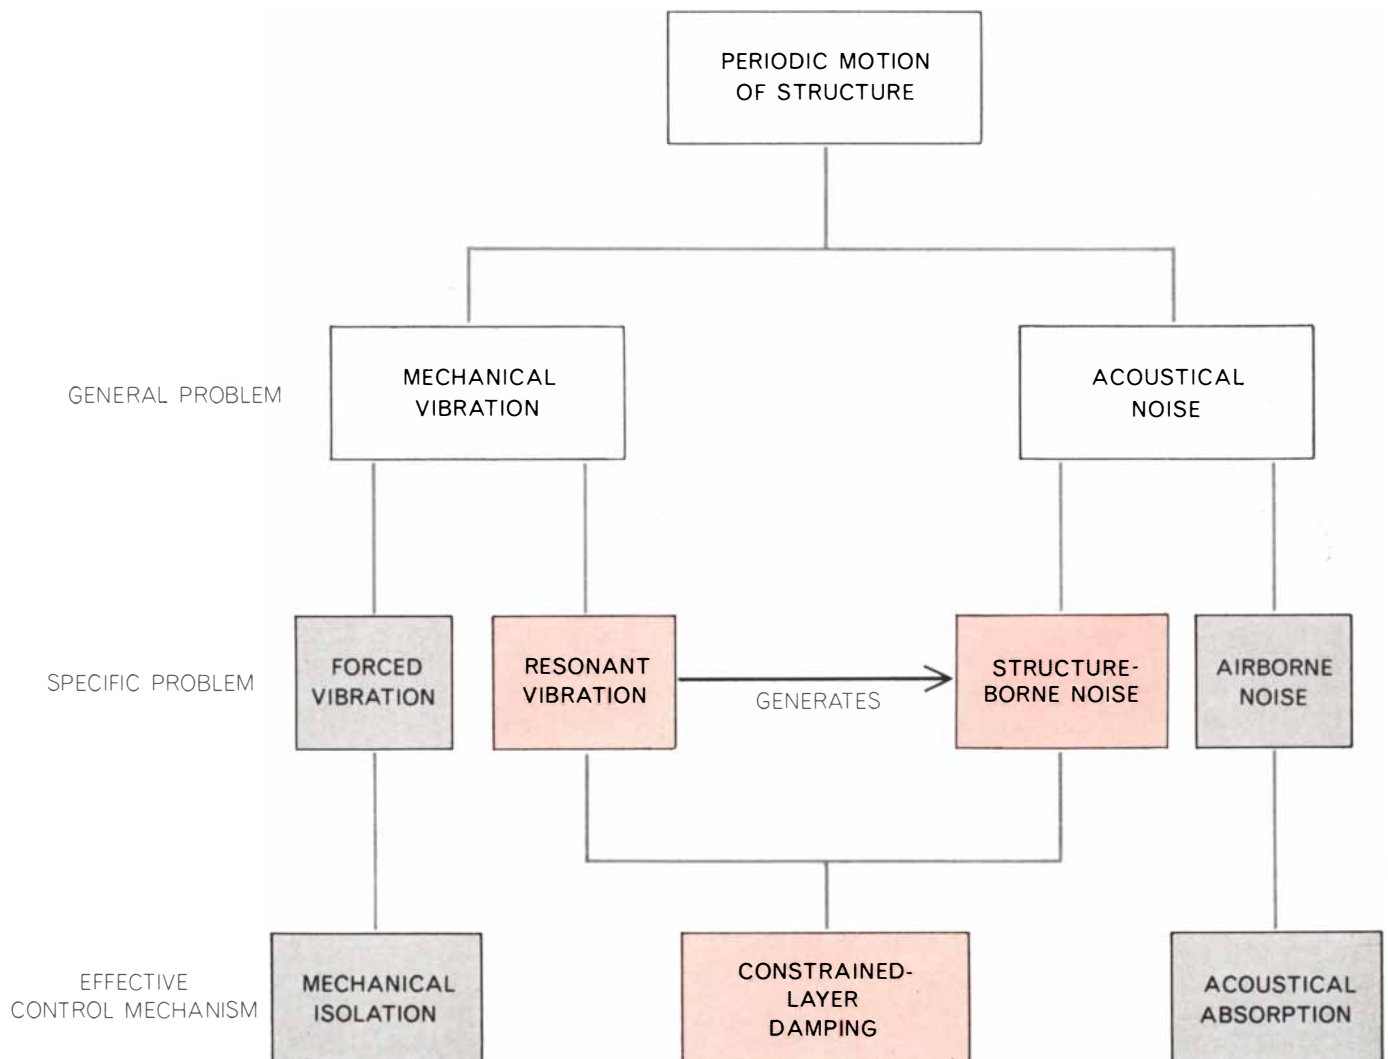 PERIODIC MOTION
OF STRUCTURE
GENERAL PROBLEM
MECHANICAL
VIBRATION
ACOUSTICAL
NOISE
SPECIFIC PROBLEM
FORCED
VIBRATION
RESONANT
VIBRATION
GENERATES
STRUCTURE-
BORNE NOISE
AIRBORNE
NOISE
EFFECTIVE
CONTROL MECHANISM
MECHANICAL
ISOLATION
CONSTRAINED-
LAYER
DAMPING
ACOUSTICAL
ABSORPTION